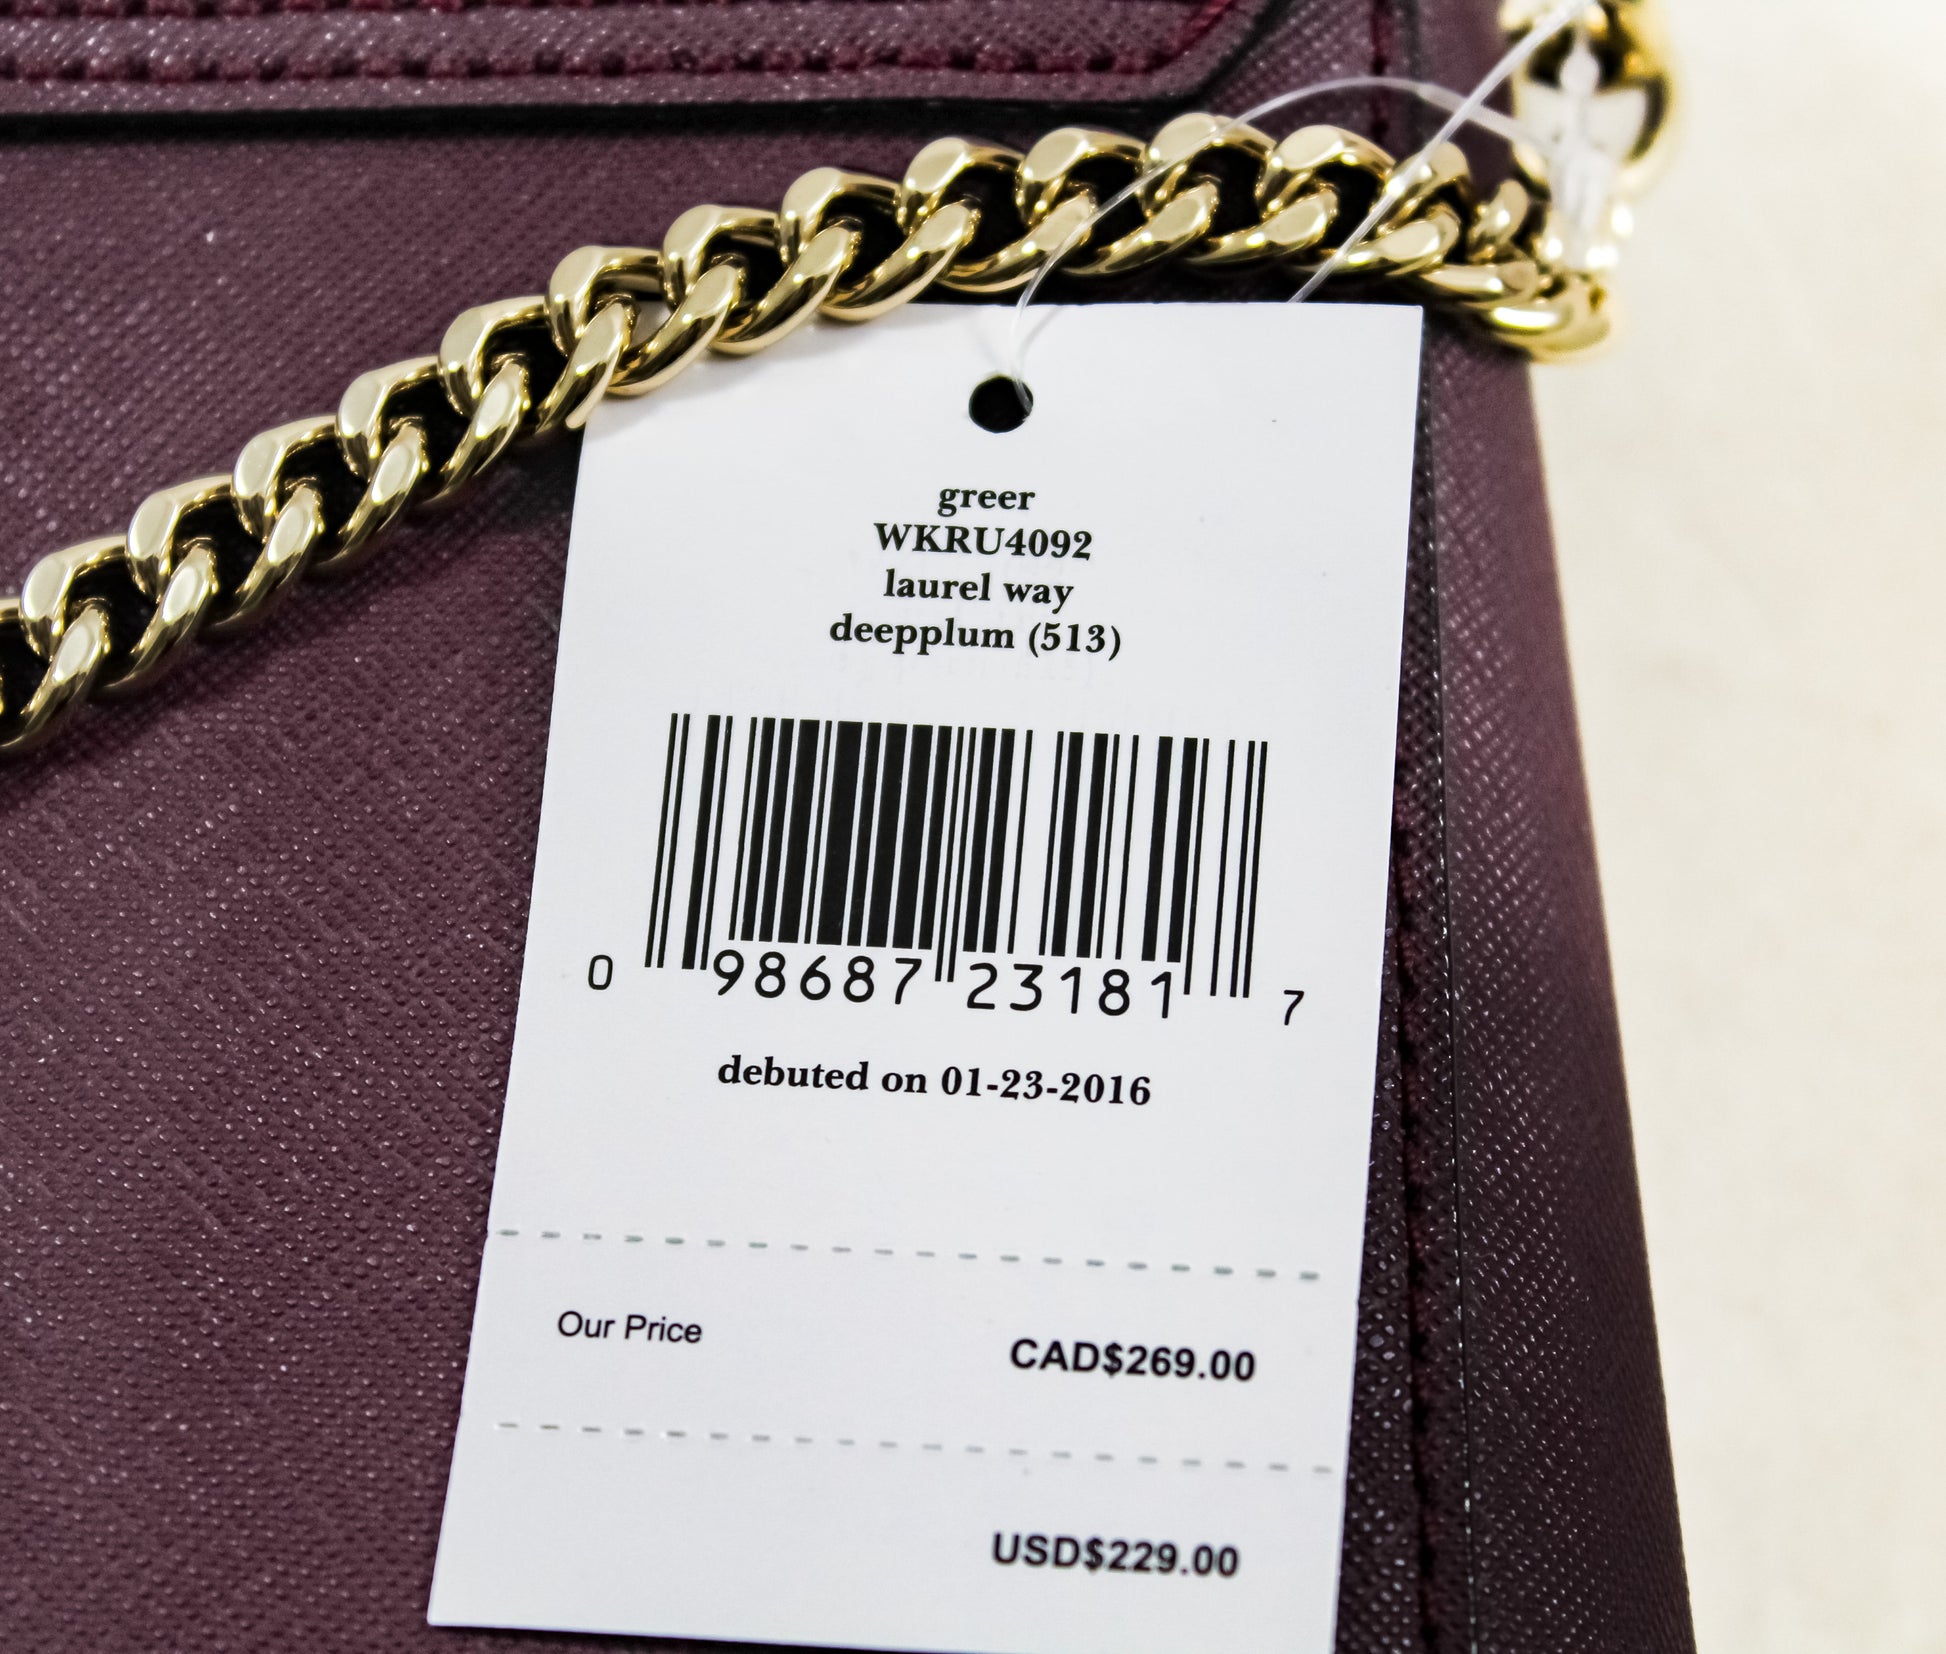 greer
WKRU4092
laurel way
deepplum (513)
0 98687 23181 7
debuted on 01-23-2016
Our Price CAD$269.00
USD$229.00